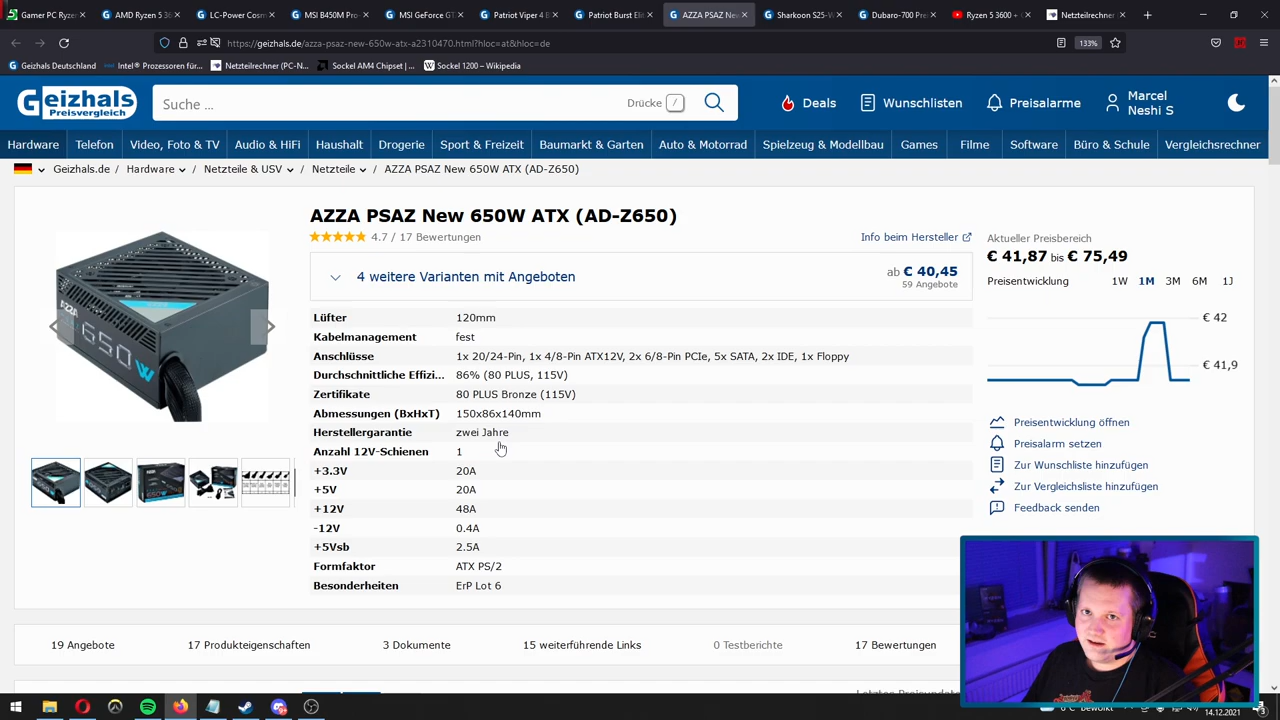 Gamer PC Ryzen
AMD Ryzen 5 36
LC-Power Com
MSI B450M P
MSI GeForce GT
Patriot Viper 4 B
Patriot Burst Elit
AZZA PSAZ New
Sharkoon S25-V
Dubaro-700 Pre
Ryzen 5 3600 +
Netzteilrechner
https://geizhals.de/azza-psaz-new-650w-atx-a2310470.html?hloc=at&hloc=de
133%
Geizhals Deutschland
Intel® Prozessoren für...
Netzteilrechner (PC-N...
Sockel AM4 Chipset | ...
Sockel 1200 – Wikipedia
Geizhals
Preisvergleich
Suche ...
Drücke /
Deals
Wunschlisten
Preisalarme
Marcel
Neshi S
Hardware
Telefon
Video, Foto & TV
Audio & HiFi
Haushalt
Drogerie
Sport & Freizeit
Baumarkt & Garten
Auto & Motorrad
Spielzeug & Modellbau
Games
Filme
Software
Büro & Schule
Vergleichsrechner
Geizhals.de / Hardware / Netzteile & USV / Netzteile / AZZA PSAZ New 650W ATX (AD-Z650)
AZZA PSAZ New 650W ATX (AD-Z650)
4.7 / 17 Bewertungen
Info beim Hersteller
4 weitere Varianten mit Angeboten
ab € 40,45
59 Angebote
AZZA
650W
Lüfter 120mm
Kabelmanagement fest
Anschlüsse 1x 20/24-Pin, 1x 4/8-Pin ATX12V, 2x 6/8-Pin PCIe, 5x SATA, 2x IDE, 1x Floppy
Durchschnittliche Effizi... 86% (80 PLUS, 115V)
Zertifikate 80 PLUS Bronze (115V)
Abmessungen (BxHxT) 150x86x140mm
Herstellergarantie zwei Jahre
Anzahl 12V-Schienen 1
+3.3V 20A
+5V 20A
+12V 48A
-12V 0.4A
+5Vsb 2.5A
Formfaktor ATX PS/2
Besonderheiten ErP Lot 6
Aktueller Preisbereich
€ 41,87 bis € 75,49
Preisentwicklung 1W 1M 3M 6M 1J
€ 42
€ 41,9
Preisentwicklung öffnen
Preisalarm setzen
Zur Wunschliste hinzufügen
Zur Vergleichsliste hinzufügen
Feedback senden
19 Angebote
17 Produkteigenschaften
3 Dokumente
15 weiterführende Links
0 Testberichte
17 Bewertungen
6°C bewölkt
14.12.2021